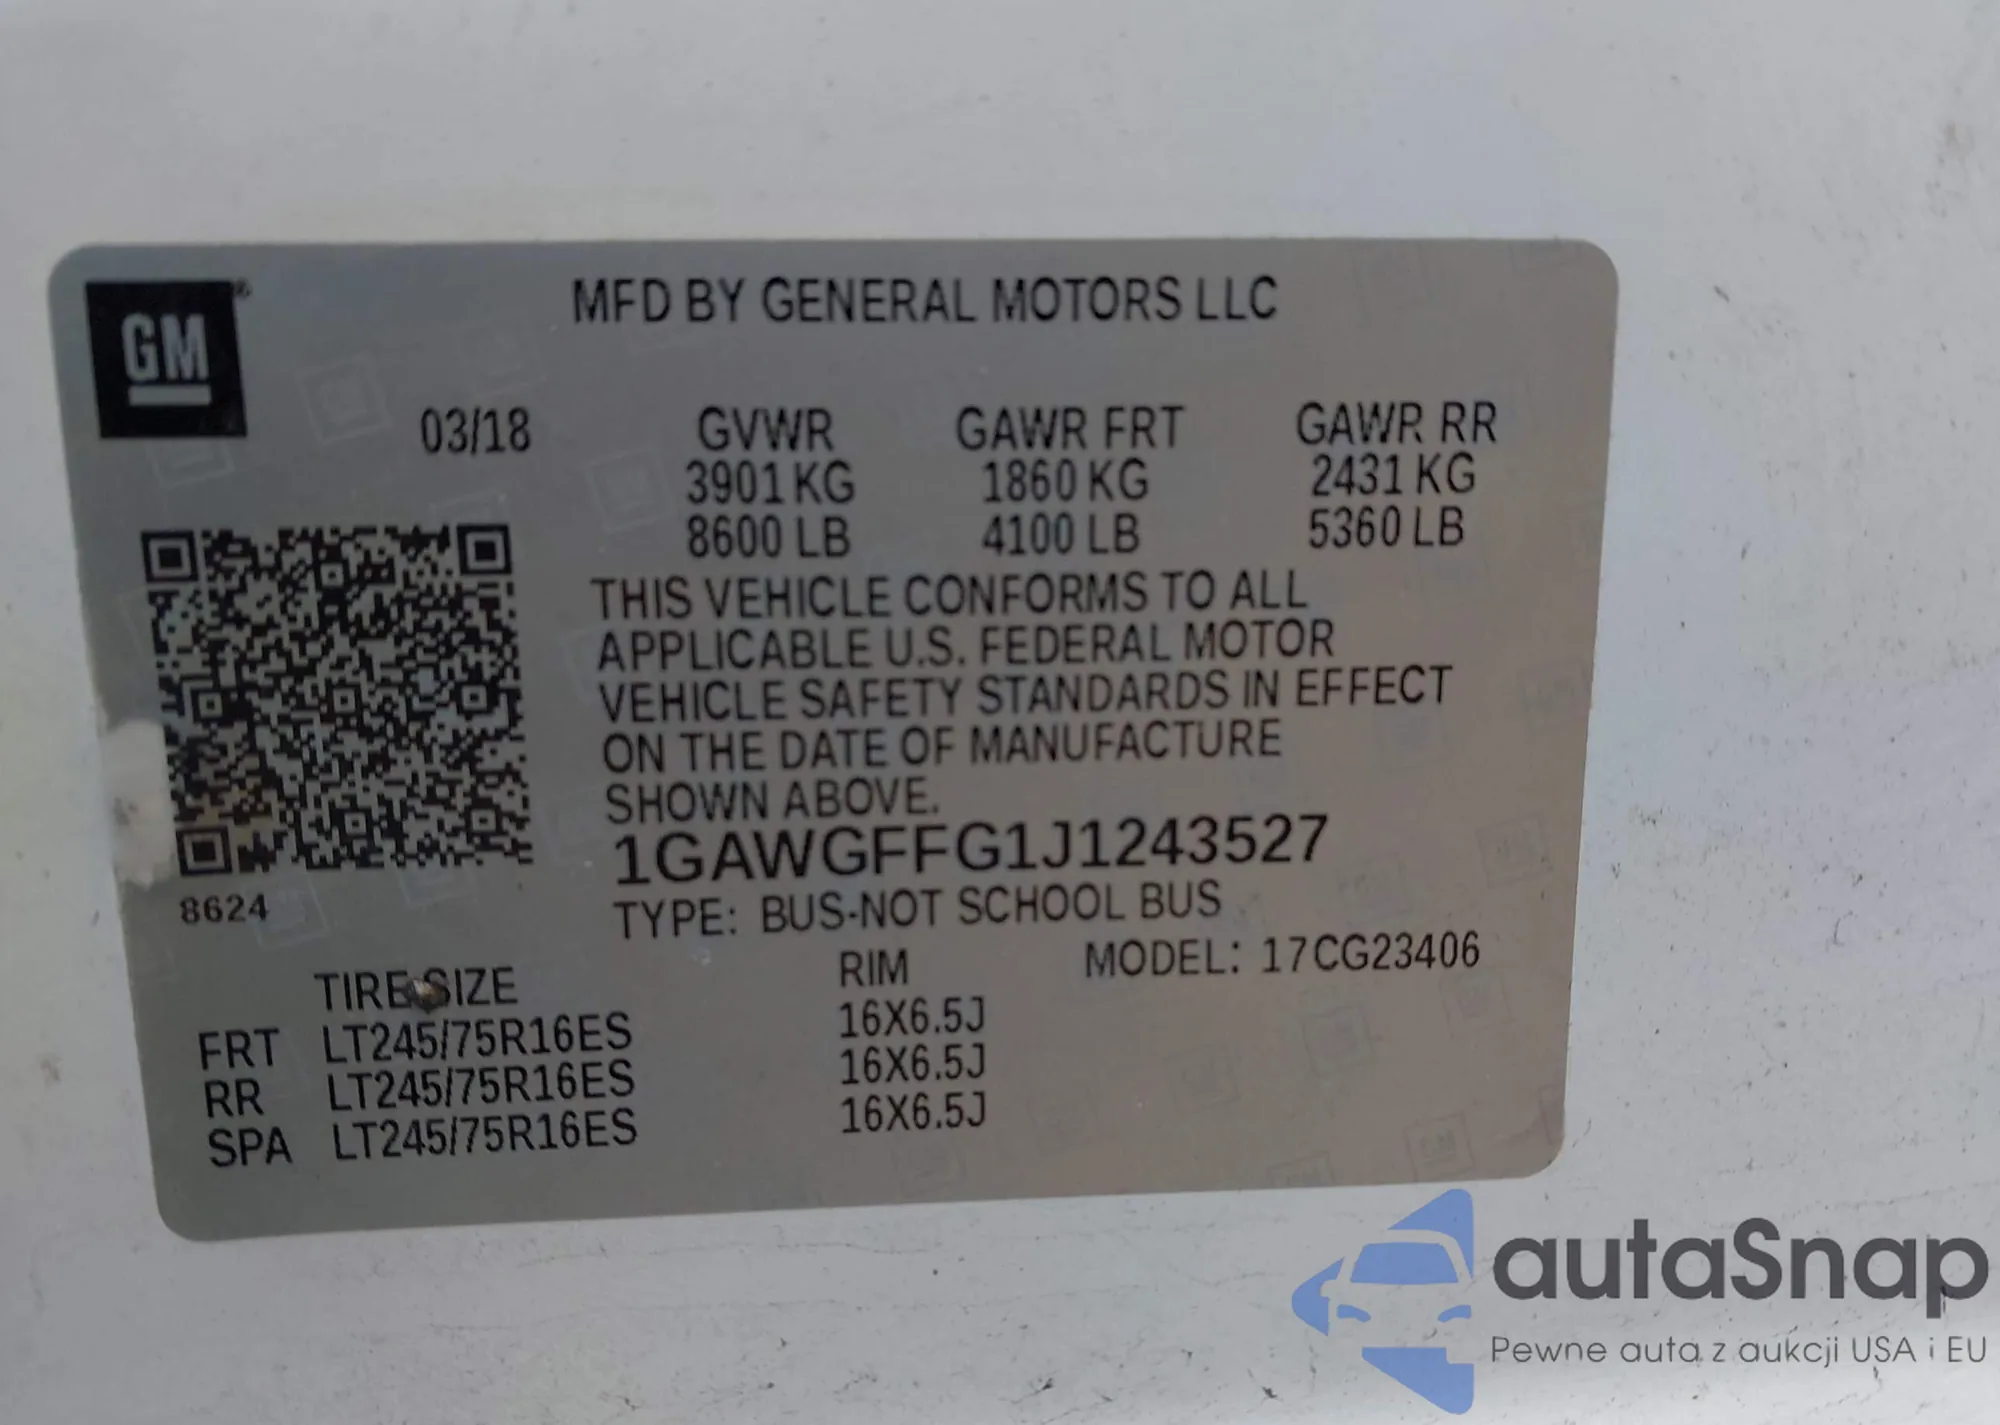 GM
MFD BY GENERAL MOTORS LLC
03/18 GVWR GAWR FRT GAWR RR
3901 KG 1860 KG 2431 KG
8600 LB 4100 LB 5360 LB
THIS VEHICLE CONFORMS TO ALL
APPLICABLE U.S. FEDERAL MOTOR
VEHICLE SAFETY STANDARDS IN EFFECT
ON THE DATE OF MANUFACTURE
SHOWN ABOVE.
1GAWGFFG1J1243527
8624
TYPE: BUS-NOT SCHOOL BUS
TIRE SIZE RIM MODEL: 17CG23406
FRT LT245/75R16ES 16X6.5J
RR LT245/75R16ES 16X6.5J
SPA LT245/75R16ES 16X6.5J
autaSnap
Pewne auta z aukcji USA i EU